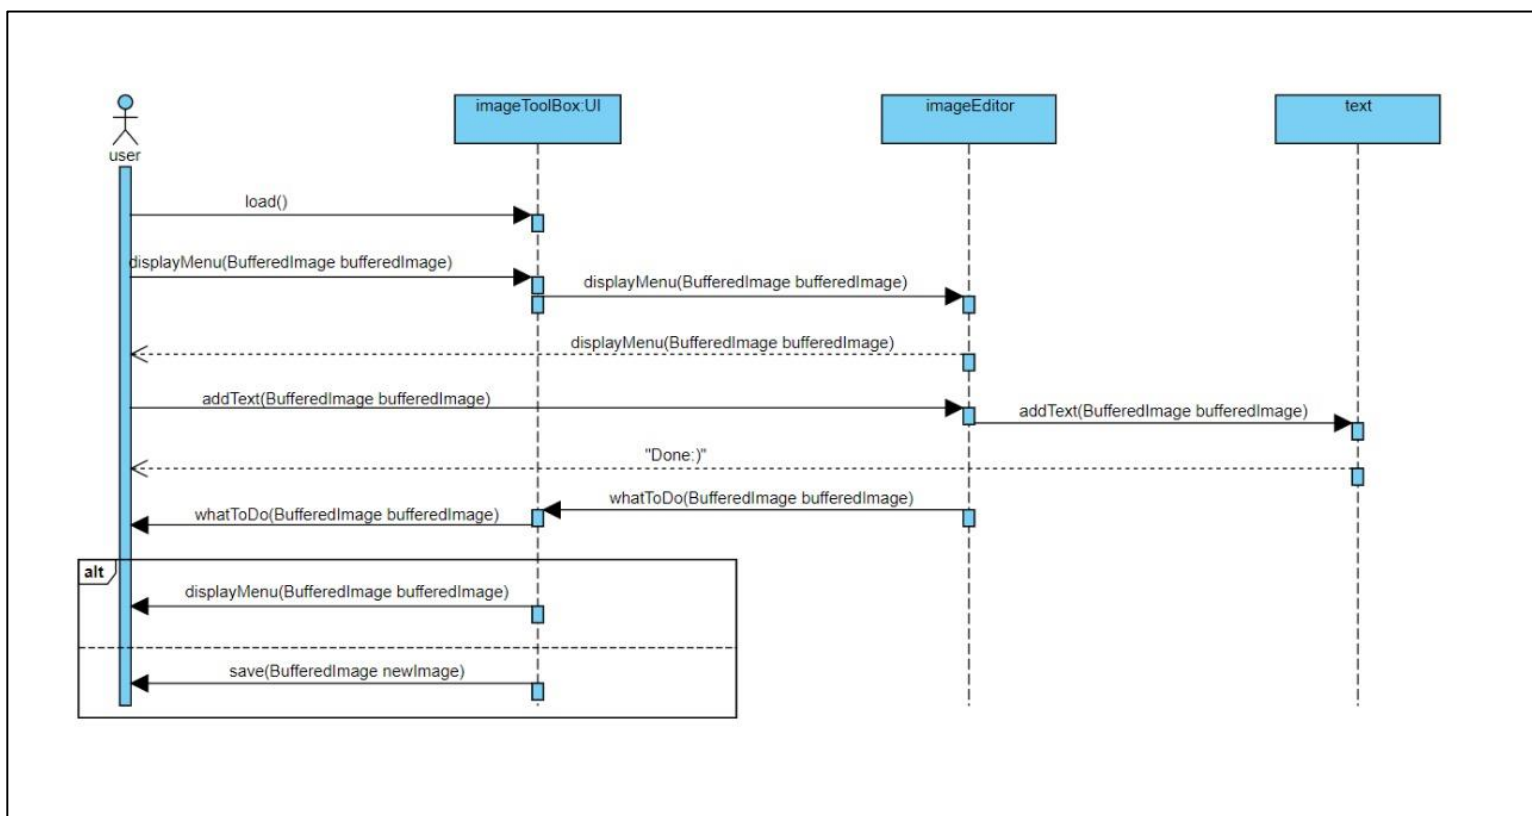 imageToolBox:UI
imageEditor
text
user
load()
displayMenu(BufferedImage bufferedImage)
displayMenu(BufferedImage bufferedImage)
displayMenu(BufferedImage bufferedImage)
addText(BufferedImage bufferedImage)
addText(BufferedImage bufferedImage)
"Done:)"
whatToDo(BufferedImage bufferedImage)
whatToDo(BufferedImage bufferedImage)
alt
displayMenu(BufferedImage bufferedImage)
save(BufferedImage newImage)